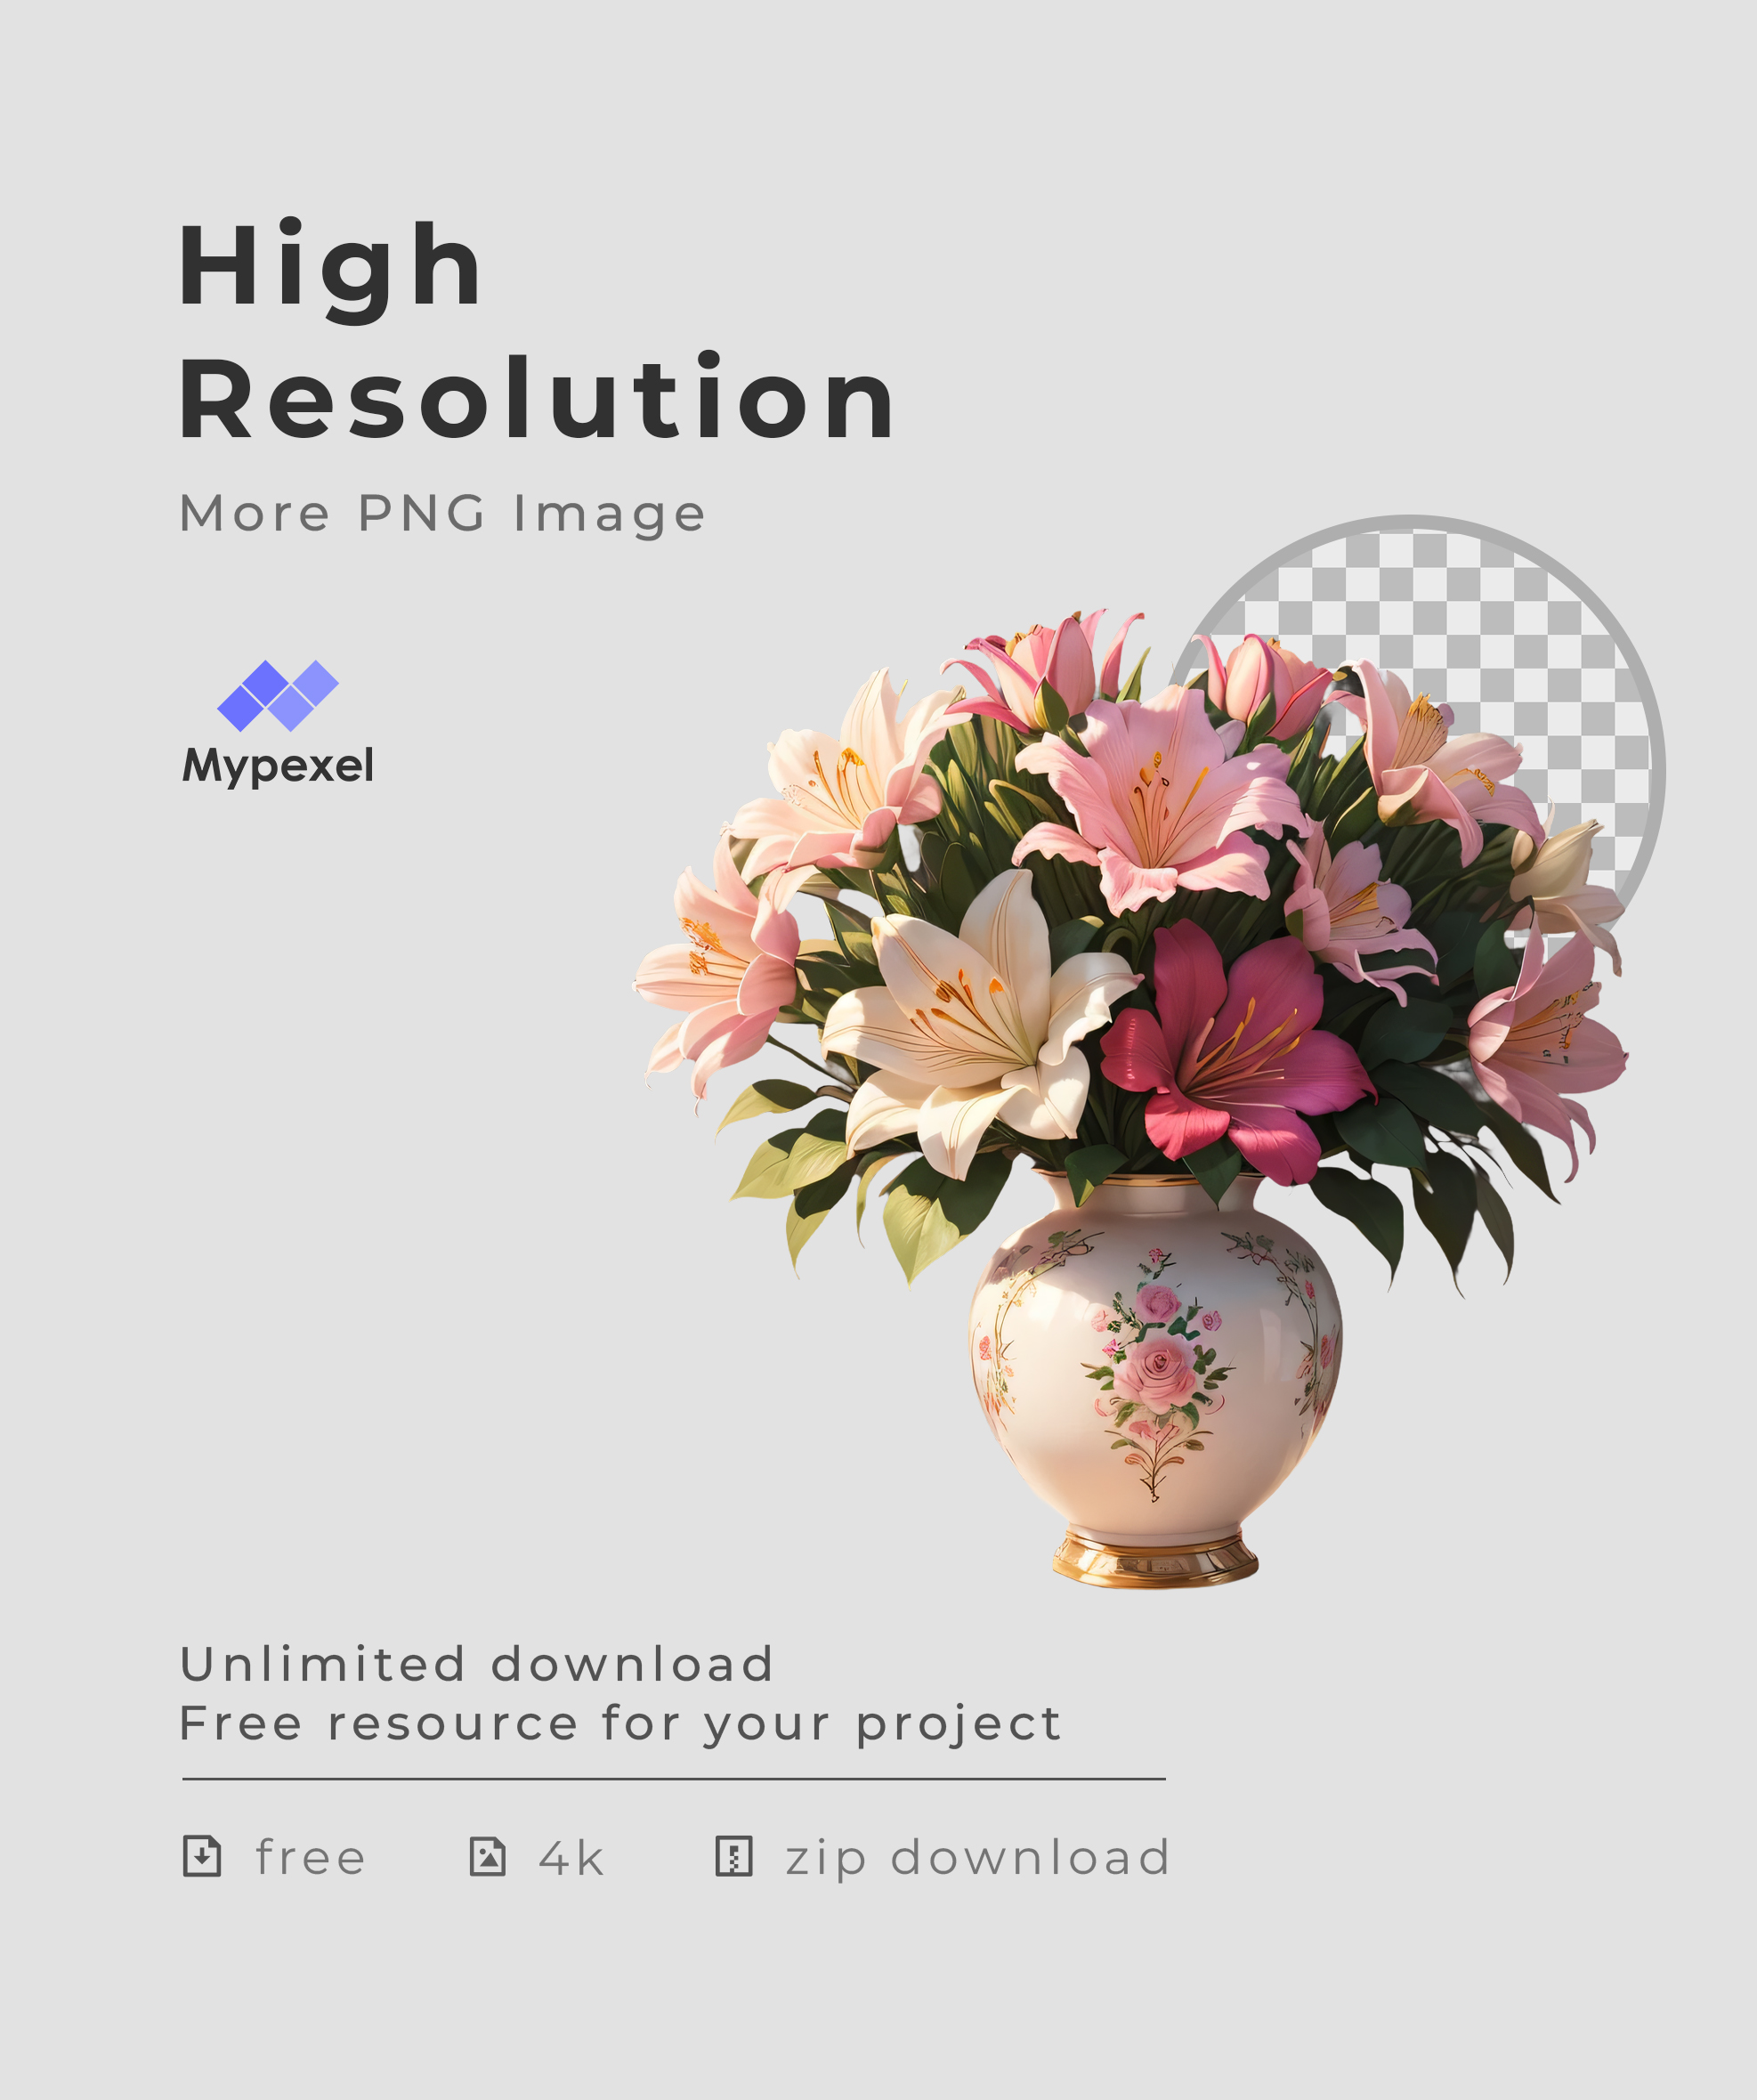 High
Resolution
More PNG Image
Mypexel
Unlimited download
Free resource for your project
free
4k
zip download